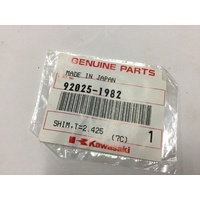 GENUINE PARTS
MADE IN JAPAN
92025-1982
SHIM,T=2.425 (7C) 1
Kawasaki